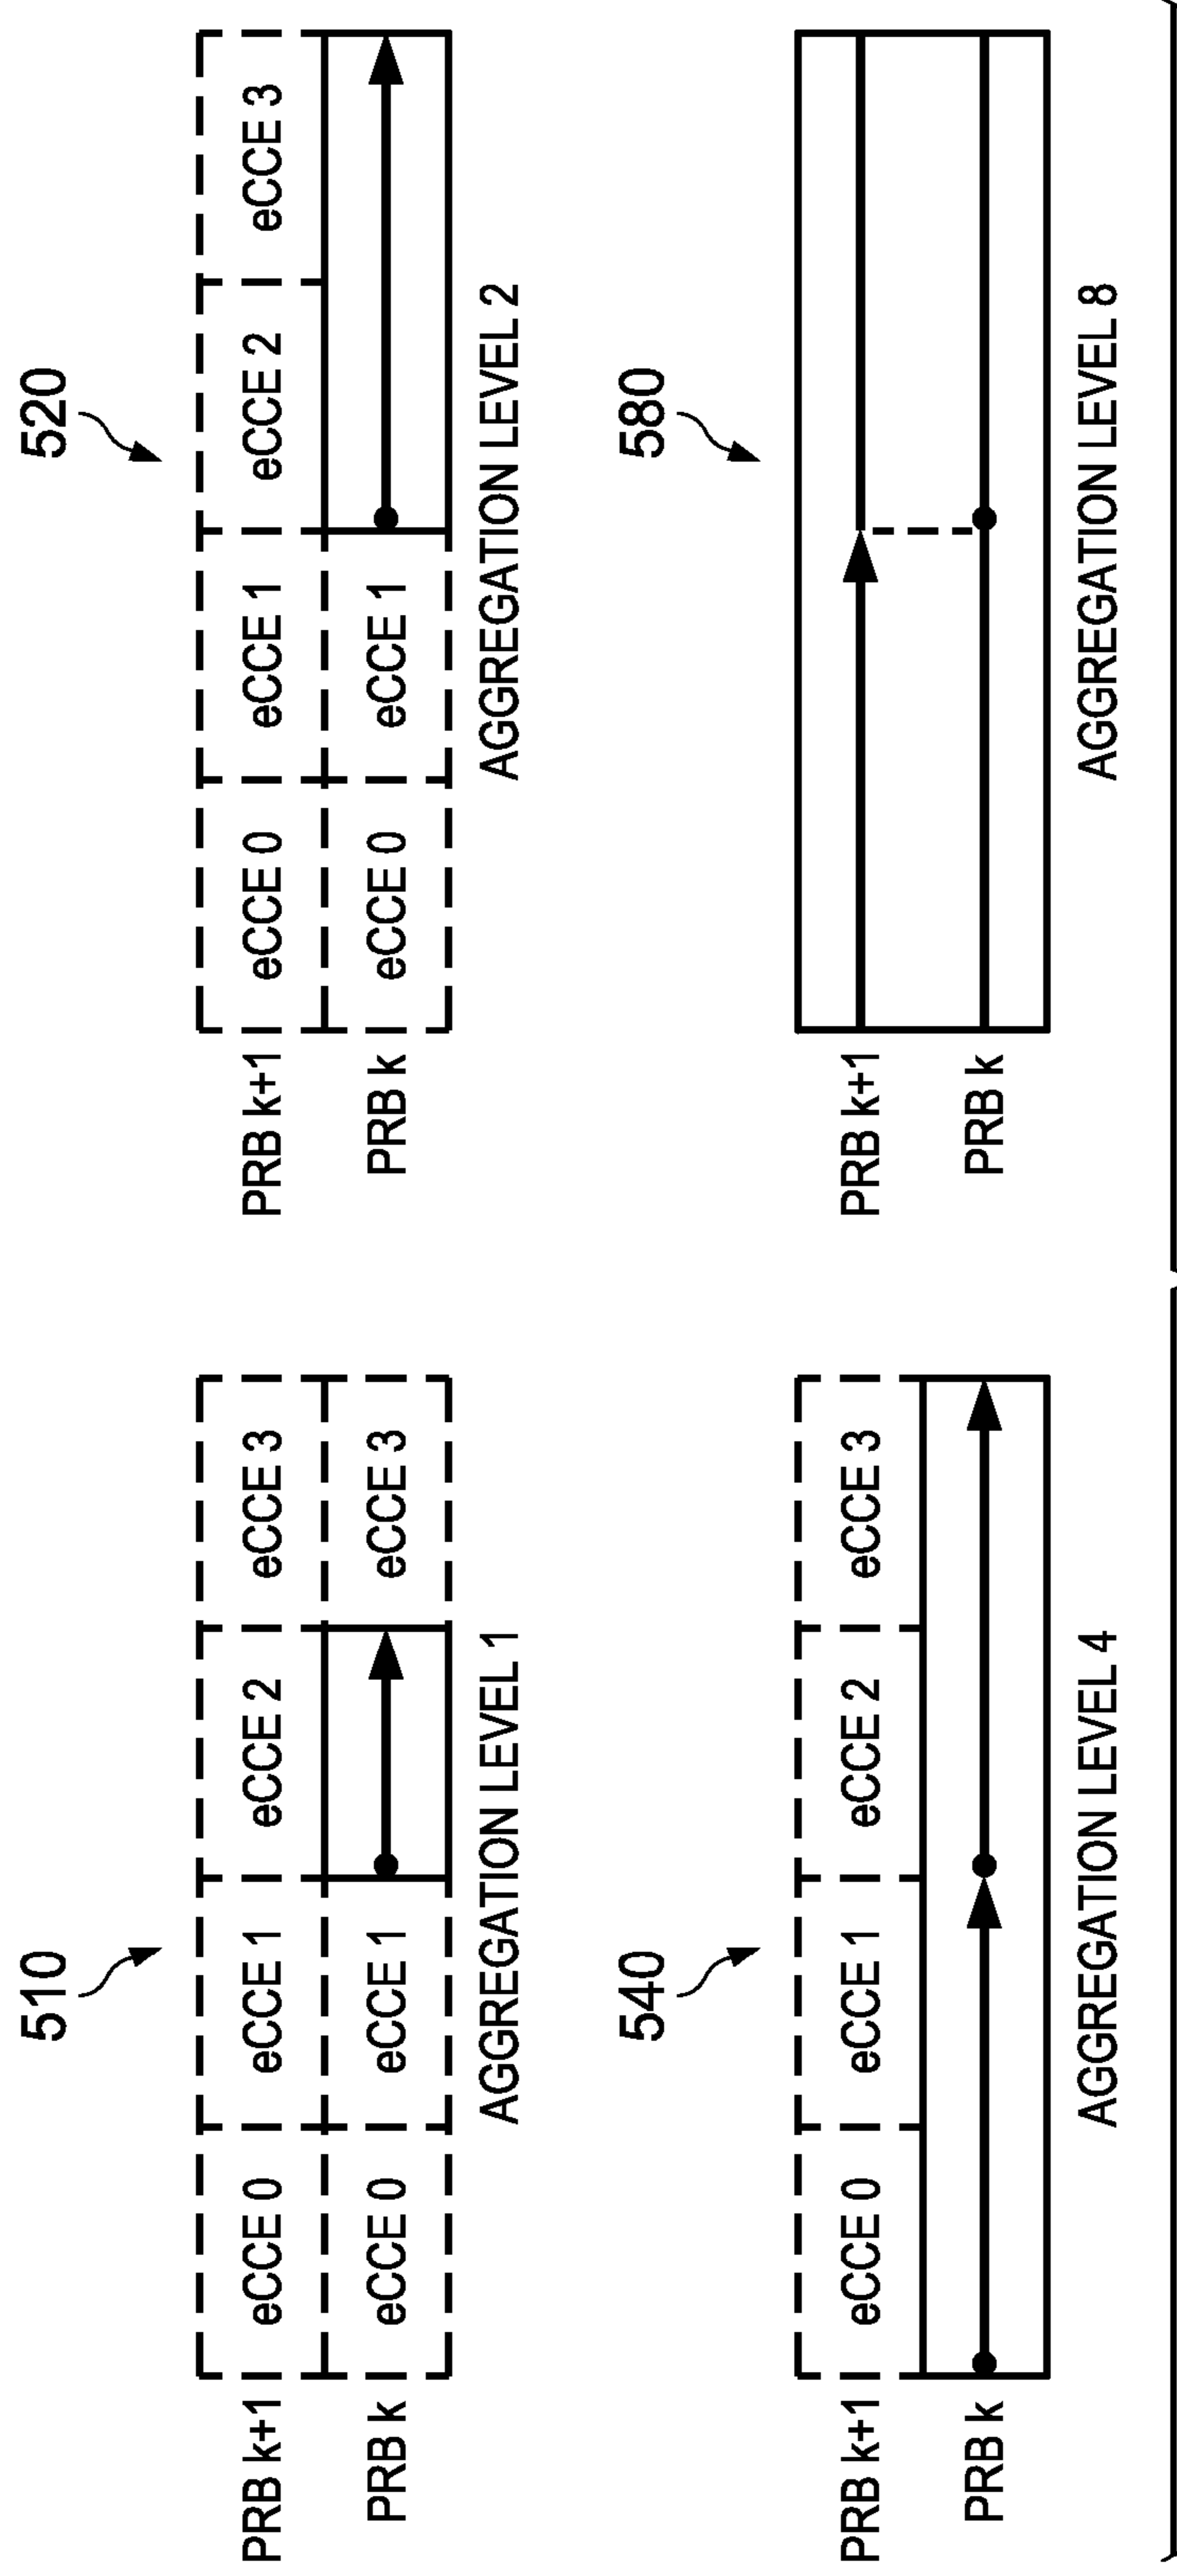 510
PRB k+1 eCCE 0 eCCE 1 eCCE 2 eCCE 3
PRB k eCCE 0 eCCE 1 eCCE 3
AGGREGATION LEVEL 1
520
PRB k+1 eCCE 0 eCCE 1 eCCE 2 eCCE 3
PRB k eCCE 0 eCCE 1
AGGREGATION LEVEL 2
540
PRB k+1 eCCE 0 eCCE 1 eCCE 2 eCCE 3
PRB k
AGGREGATION LEVEL 4
580
PRB k+1
PRB k
AGGREGATION LEVEL 8